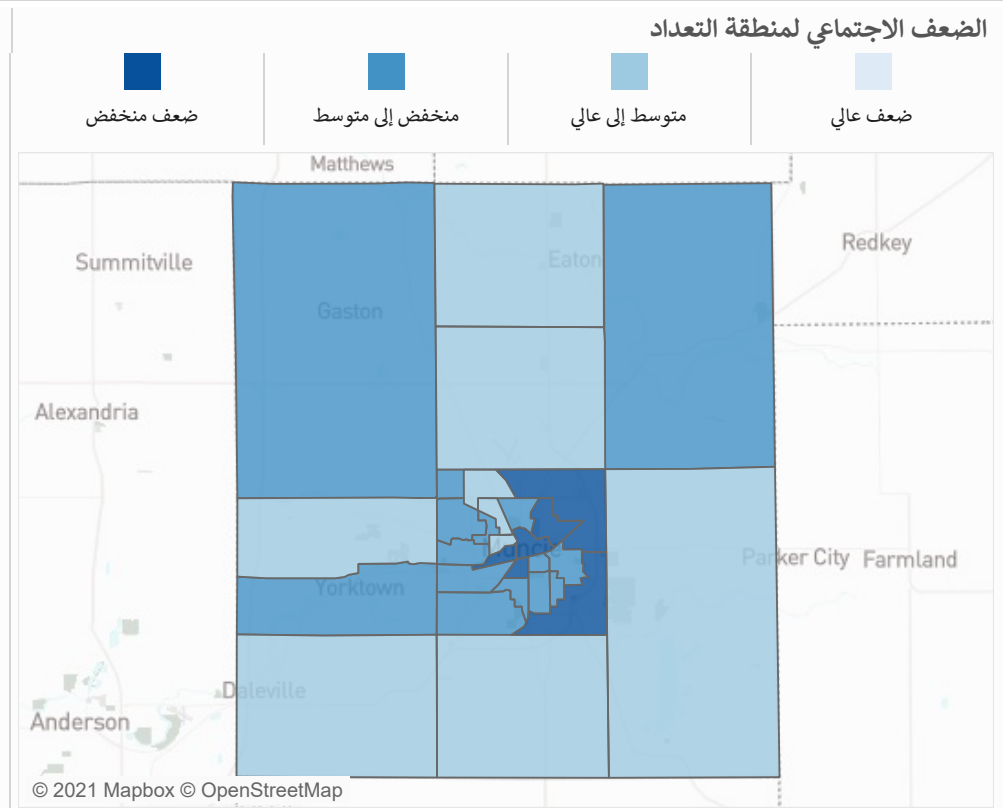 الضعف الاجتماعي لمنطقة التعداد
ضعف عالي
متوسط إلى عالي
منخفض إلى متوسط
ضعف منخفض
Matthews
Redkey
Eaton
Summitville
Gaston
Alexandria
Muncie
Parker City
Farmland
Yorktown
Daleville
Anderson
© 2021 Mapbox © OpenStreetMap